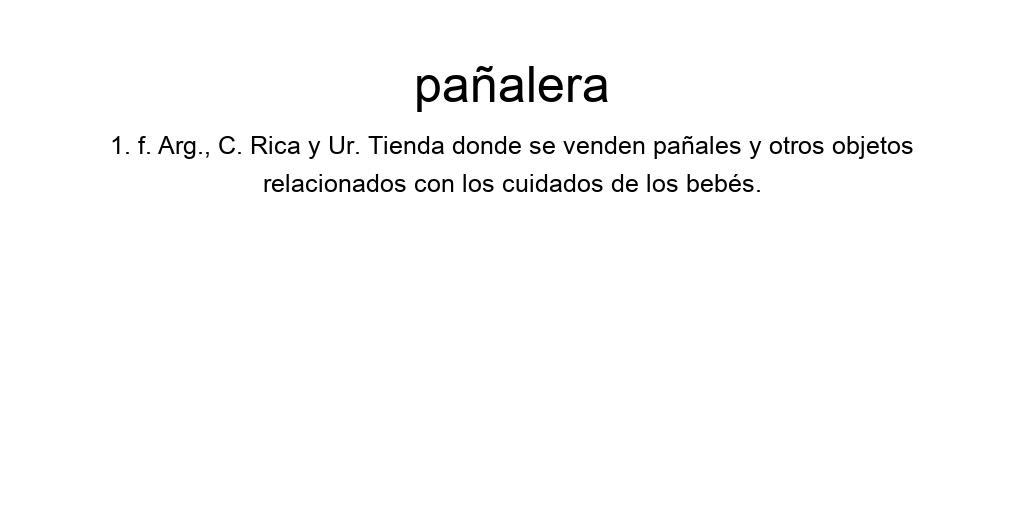 pañalera
1. f. Arg., C. Rica y Ur. Tienda donde se venden pañales y otros objetos
relacionados con los cuidados de los bebés.